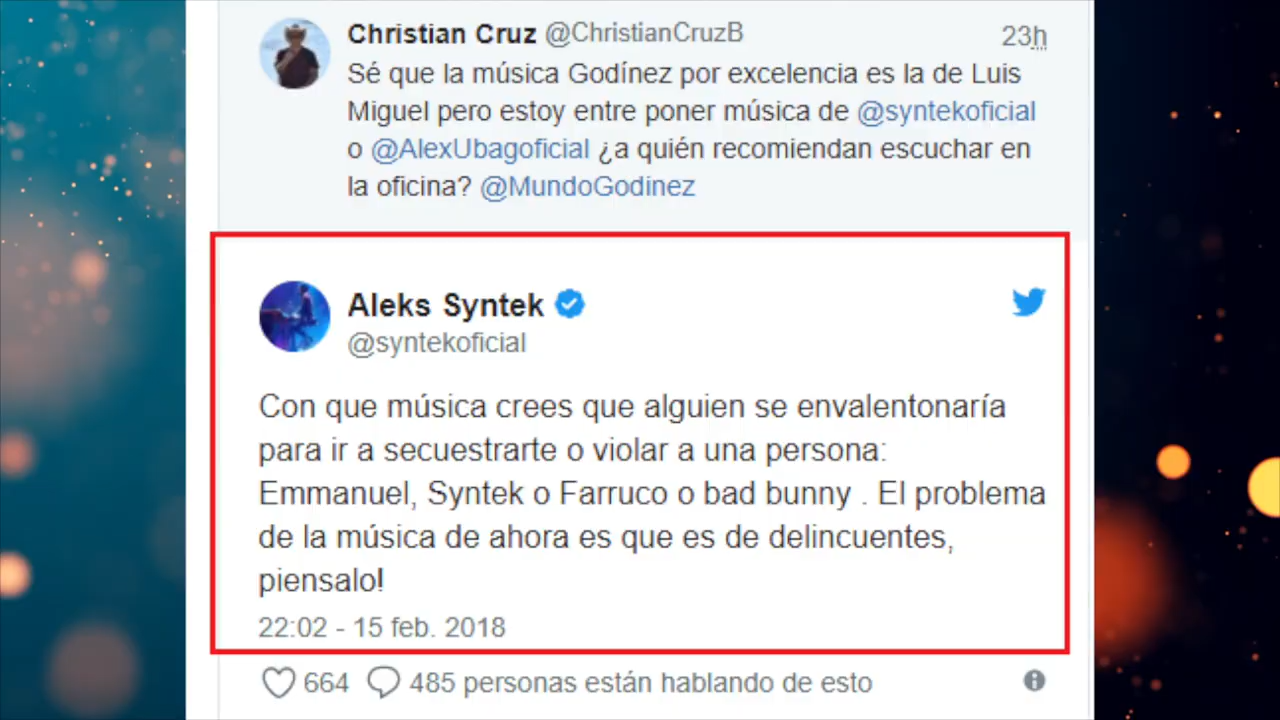 Christian Cruz @ChristianCruzB 23h
Sé que la música Godínez por excelencia es la de Luis
Miguel pero estoy entre poner música de @syntekoficial
o @AlexUbagoficial ¿a quién recomiendan escuchar en
la oficina? @MundoGodinez
Aleks Syntek
@syntekoficial
Con que música crees que alguien se envalentonaría
para ir a secuestrarte o violar a una persona:
Emmanuel, Syntek o Farruco o bad bunny . El problema
de la música de ahora es que es de delincuentes,
piensalo!
22:02 - 15 feb. 2018
664 485 personas están hablando de esto